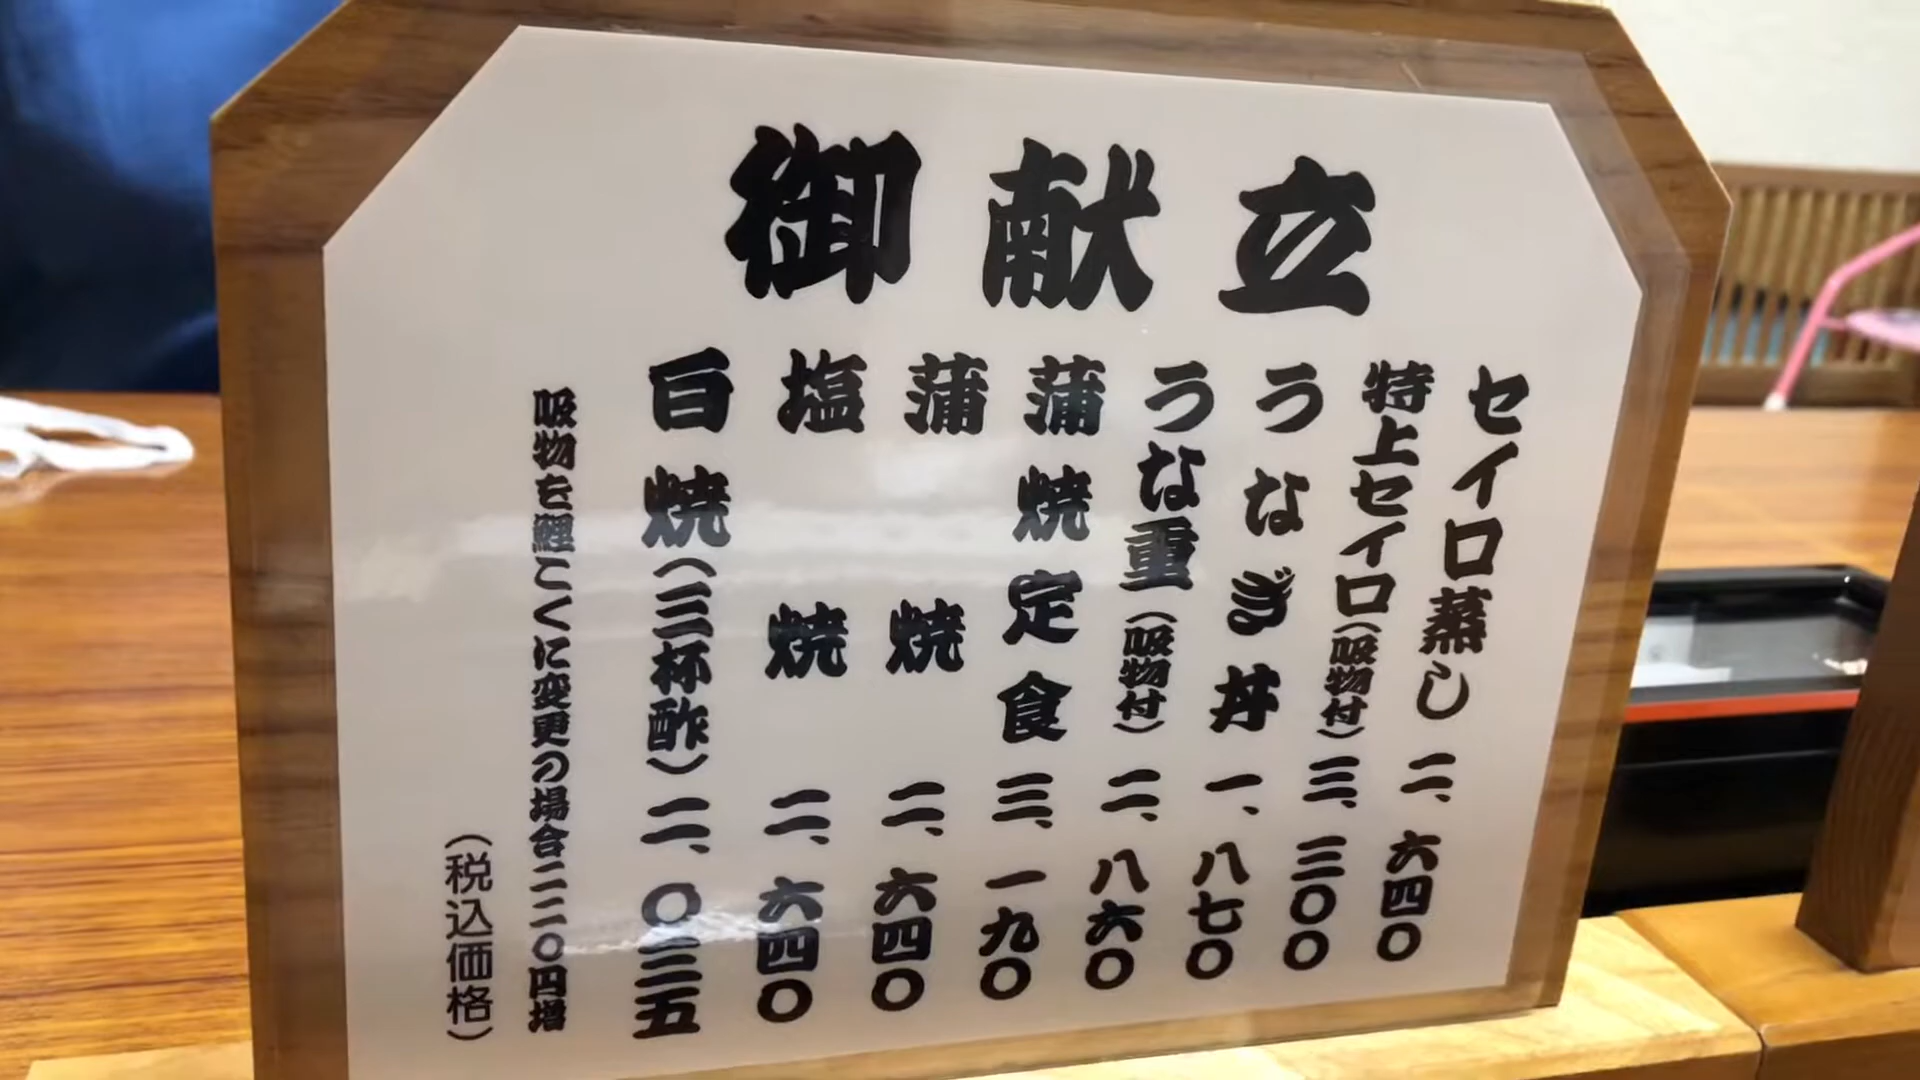 御献立
セイロ蒸し 二、六四〇
特上セイロ(吸物付) 三、三〇〇
うなぎ丼 一、八七〇
うな重(吸物付) 二、八六〇
蒲焼定食 三、一九〇
蒲焼 二、六四〇
塩焼 二、六四〇
白焼(三杯酢) 二、〇三五
吸物を鯉こくに変更の場合二二〇円増
(税込価格)